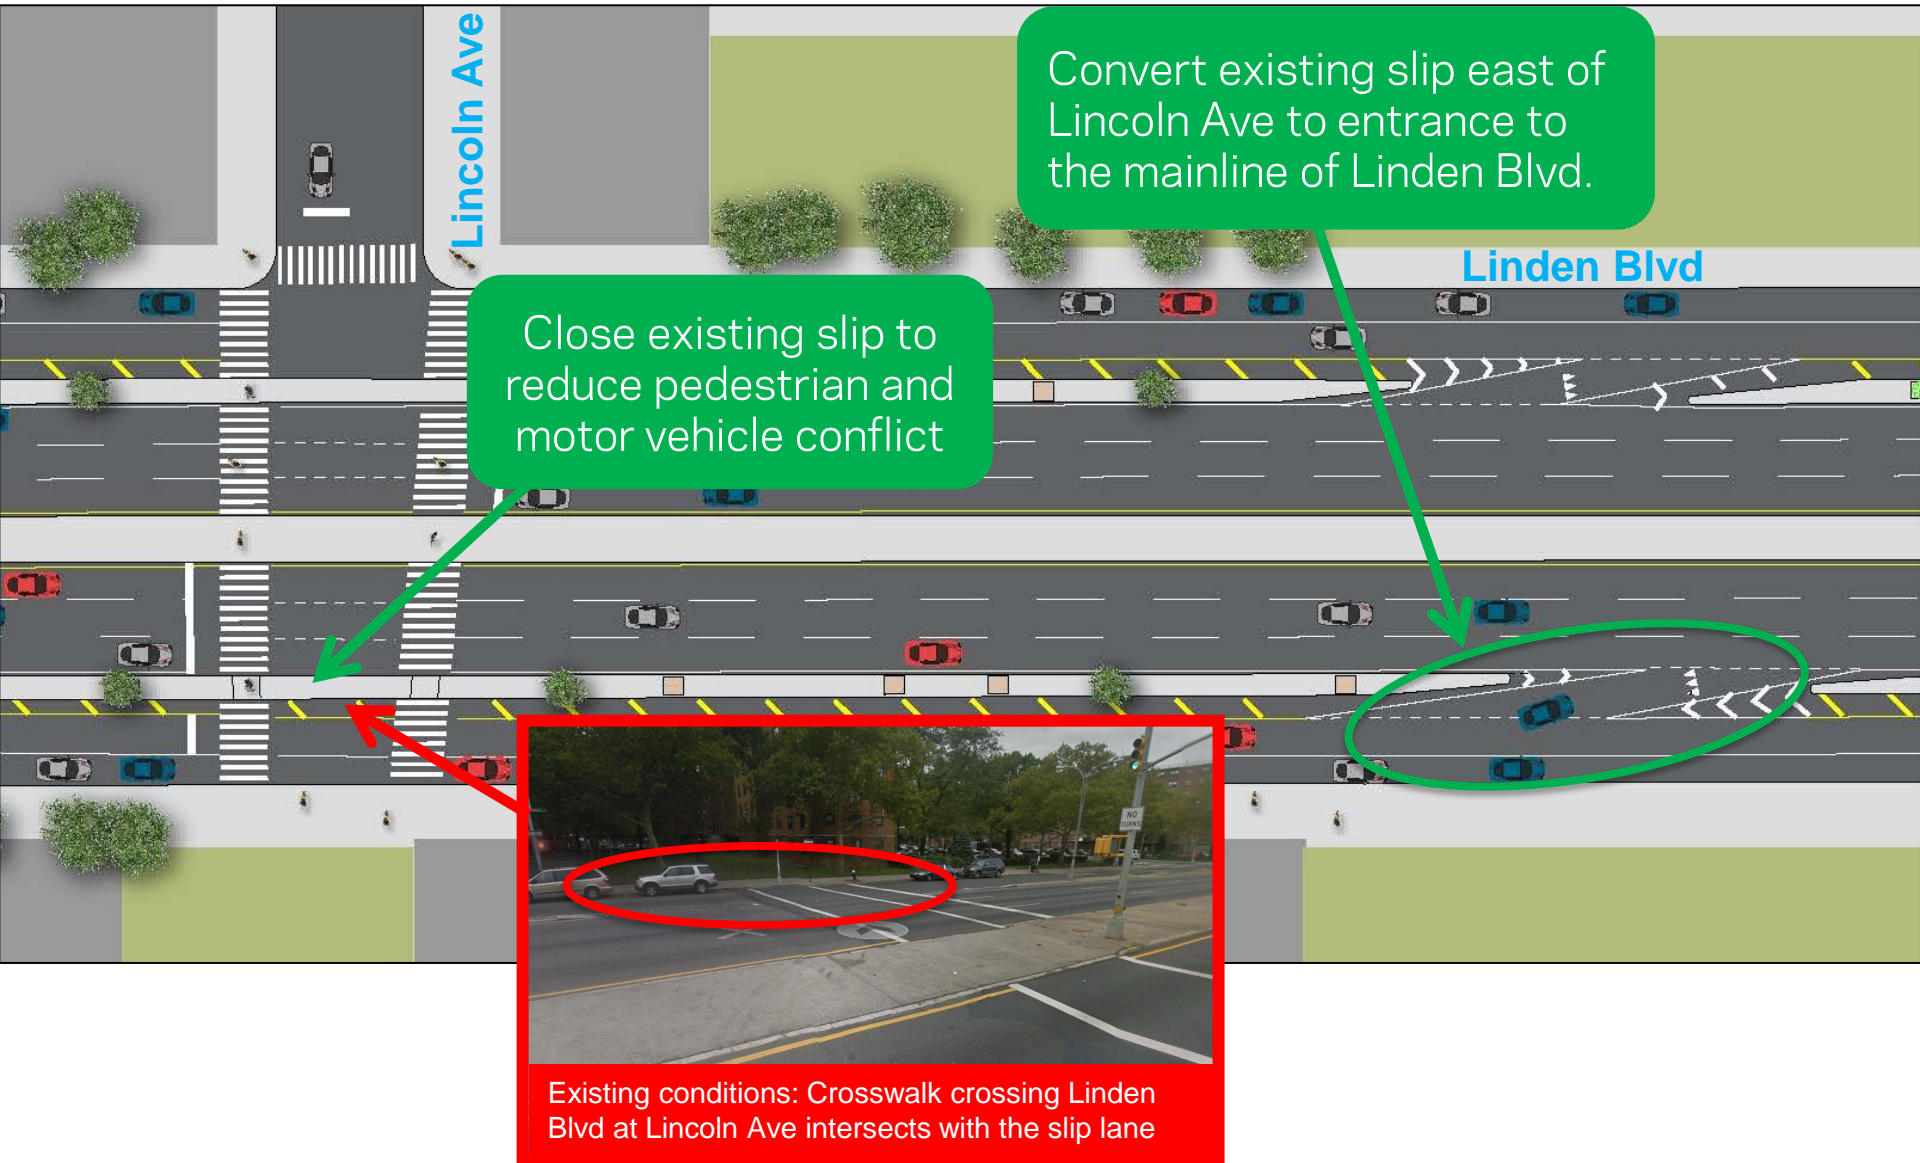 Lincoln Ave
Convert existing slip east of
Lincoln Ave to entrance to
the mainline of Linden Blvd.
Linden Blvd
Close existing slip to
reduce pedestrian and
motor vehicle conflict
NO
TURNS
Existing conditions: Crosswalk crossing Linden
Blvd at Lincoln Ave intersects with the slip lane